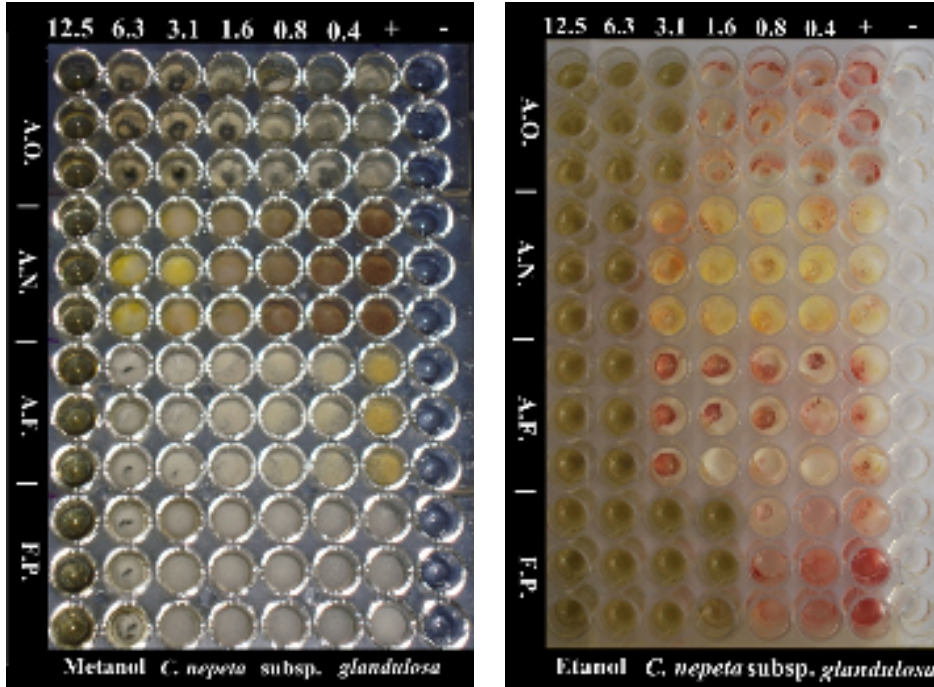 12.5 6.3 3.1 1.6 0.8 0.4 + -
A.O. | A.N. | A.F. | F.P.
Metanol C. nepeta subsp. glandulosa
12.5 6.3 3.1 1.6 0.8 0.4 + -
A.O. | A.N. | A.F. | F.P.
Etanol C. nepeta subsp. glandulosa